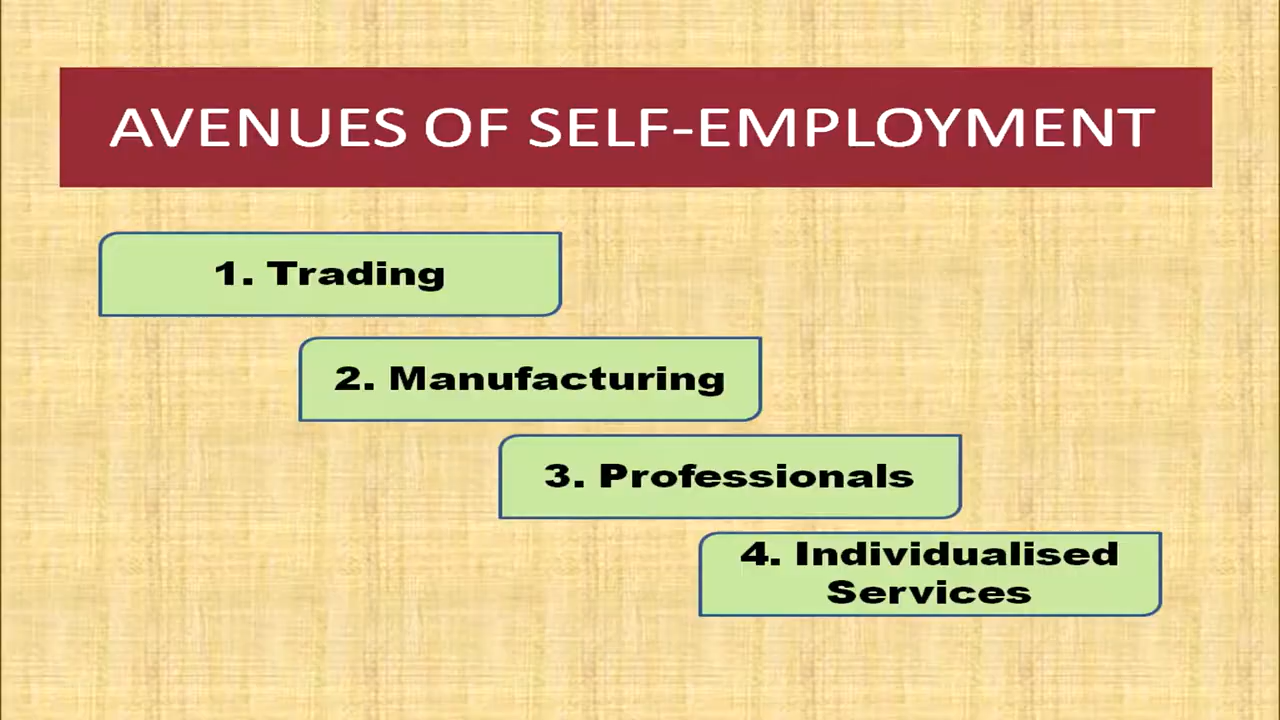 AVENUES OF SELF-EMPLOYMENT
1. Trading
2. Manufacturing
3. Professionals
4. Individualised
Services